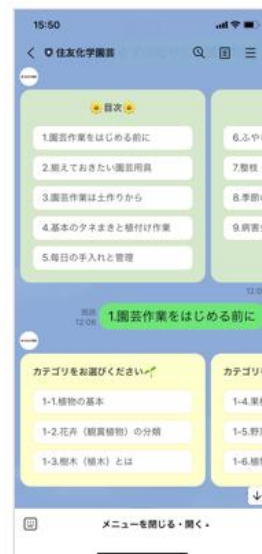 15:50
住友化学園芸
目次
1.園芸作業をはじめる前に
2.揃えておきたい園芸用具
3.園芸作業は土作りから
4.基本のタネまきと植付け作業
5.毎日の手入れと管理
6.ふや
7.整枝
8.季節の
9.病害
12:0
既読
12:06
1.園芸作業をはじめる前に
カテゴリをお選びください
1-1.植物の基本
1-2.花卉（観賞植物）の分類
1-3.樹木（植木）とは
カテゴリ
1-4.果
1-5.野
1-6.植
メニューを閉じる・開く